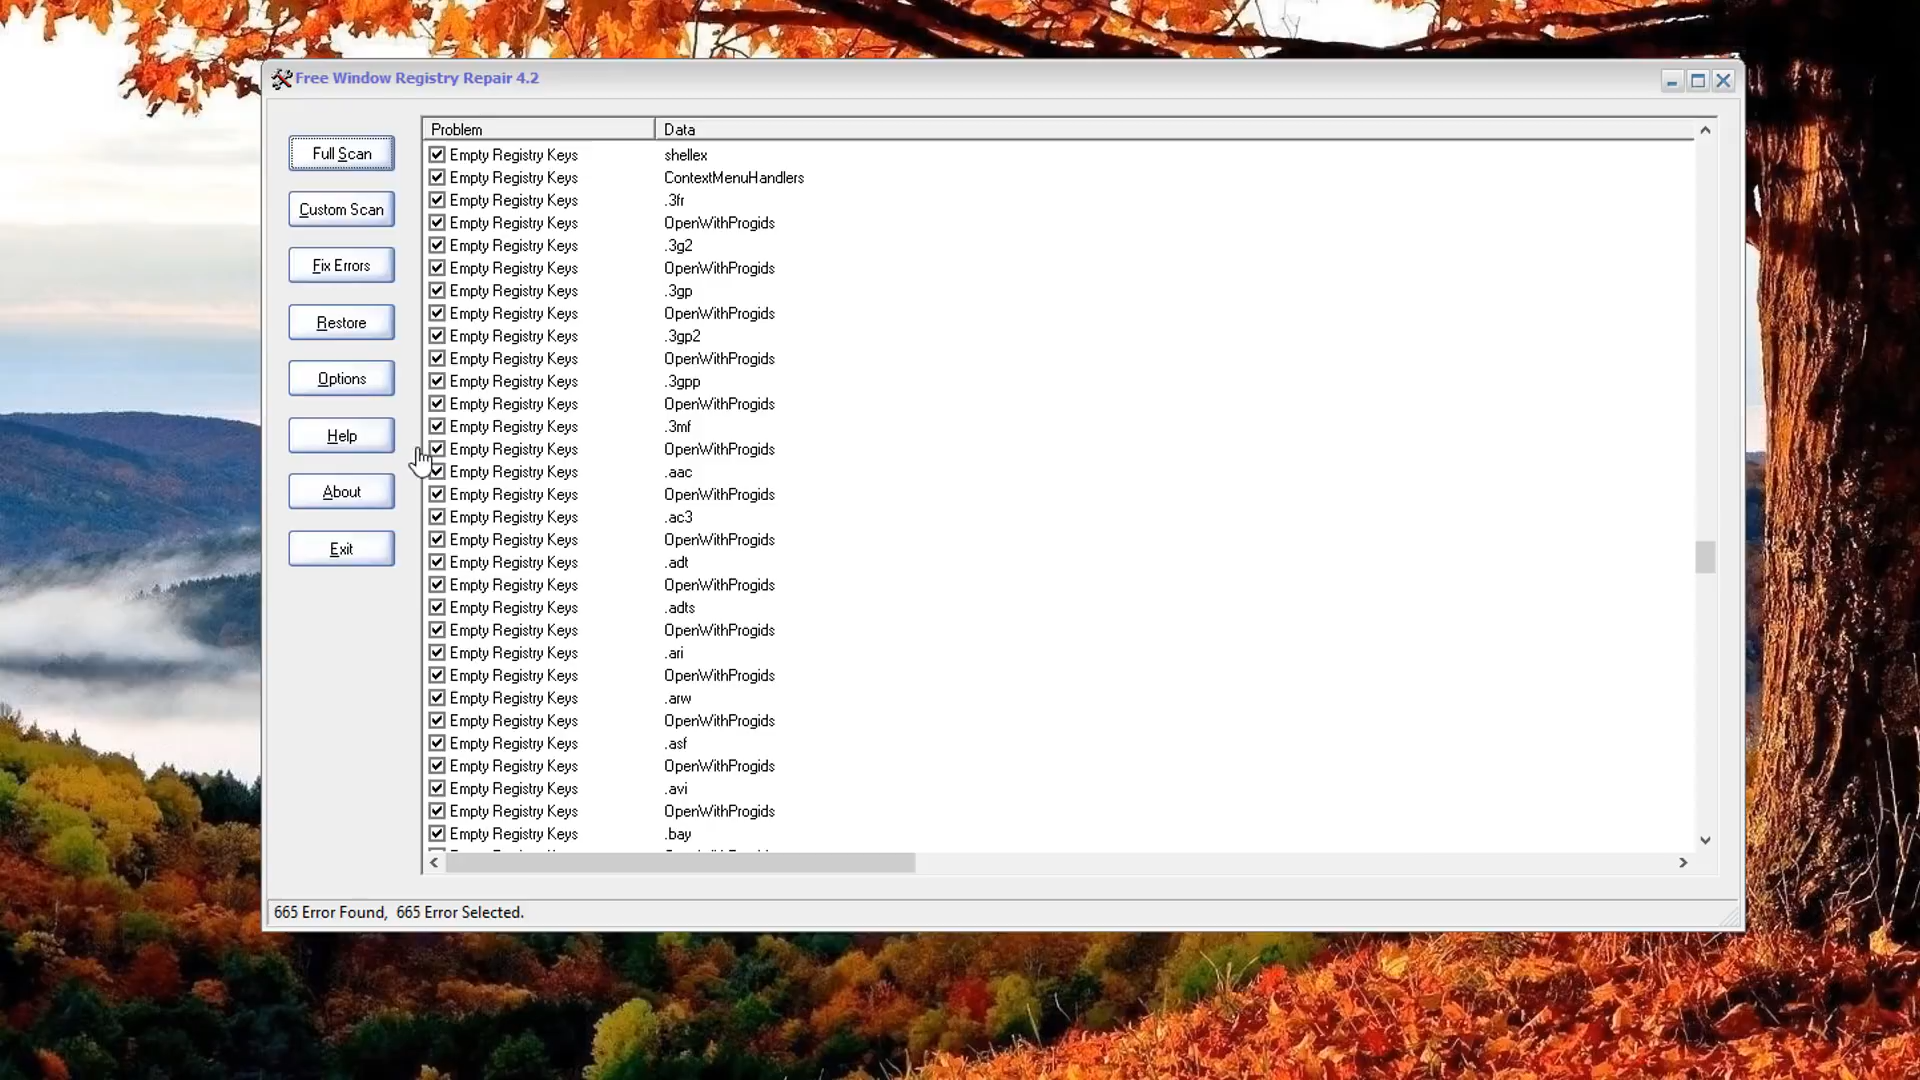 Free Window Registry Repair 4.2
Full Scan
Custom Scan
Fix Errors
Restore
Options
Help
About
Exit
Problem Data
Empty Registry Keys shellex
Empty Registry Keys ContextMenuHandlers
Empty Registry Keys .3fr
Empty Registry Keys OpenWithProgids
Empty Registry Keys .3g2
Empty Registry Keys OpenWithProgids
Empty Registry Keys .3gp
Empty Registry Keys OpenWithProgids
Empty Registry Keys .3gp2
Empty Registry Keys OpenWithProgids
Empty Registry Keys .3gpp
Empty Registry Keys OpenWithProgids
Empty Registry Keys .3mf
Empty Registry Keys OpenWithProgids
Empty Registry Keys .aac
Empty Registry Keys OpenWithProgids
Empty Registry Keys .ac3
Empty Registry Keys OpenWithProgids
Empty Registry Keys .adt
Empty Registry Keys OpenWithProgids
Empty Registry Keys .adts
Empty Registry Keys OpenWithProgids
Empty Registry Keys .ari
Empty Registry Keys OpenWithProgids
Empty Registry Keys .arw
Empty Registry Keys OpenWithProgids
Empty Registry Keys .asf
Empty Registry Keys OpenWithProgids
Empty Registry Keys .avi
Empty Registry Keys OpenWithProgids
Empty Registry Keys .bay
665 Error Found, 665 Error Selected.